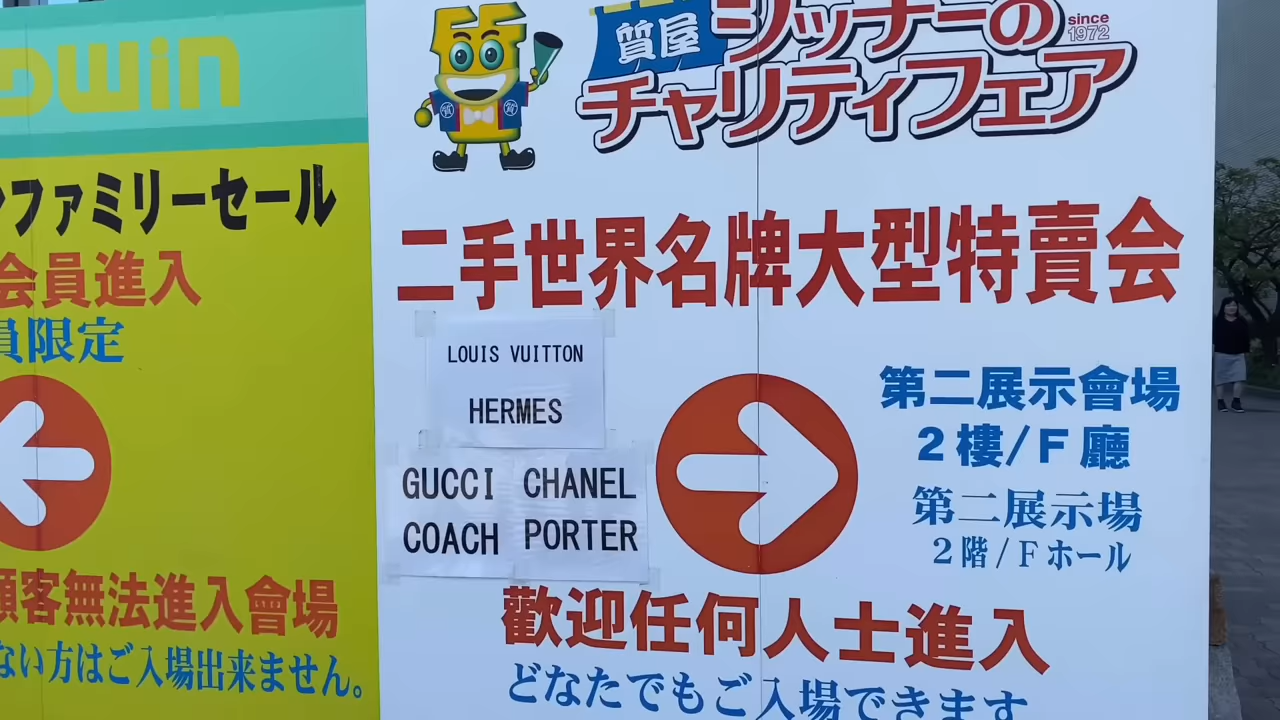 ファミリーセール
会員進入
員限定
顧客無法進入會場
ない方はご入場出来ません。
質屋
シッナーの
since
1972
チャリティフェア
二手世界名牌大型特賣会
LOUIS VUITTON
HERMES
GUCCI CHANEL
COACH PORTER
第二展示會場
2樓/F廳
第二展示場
2階/Fホール
歡迎任何人士進入
どなたでもご入場できます